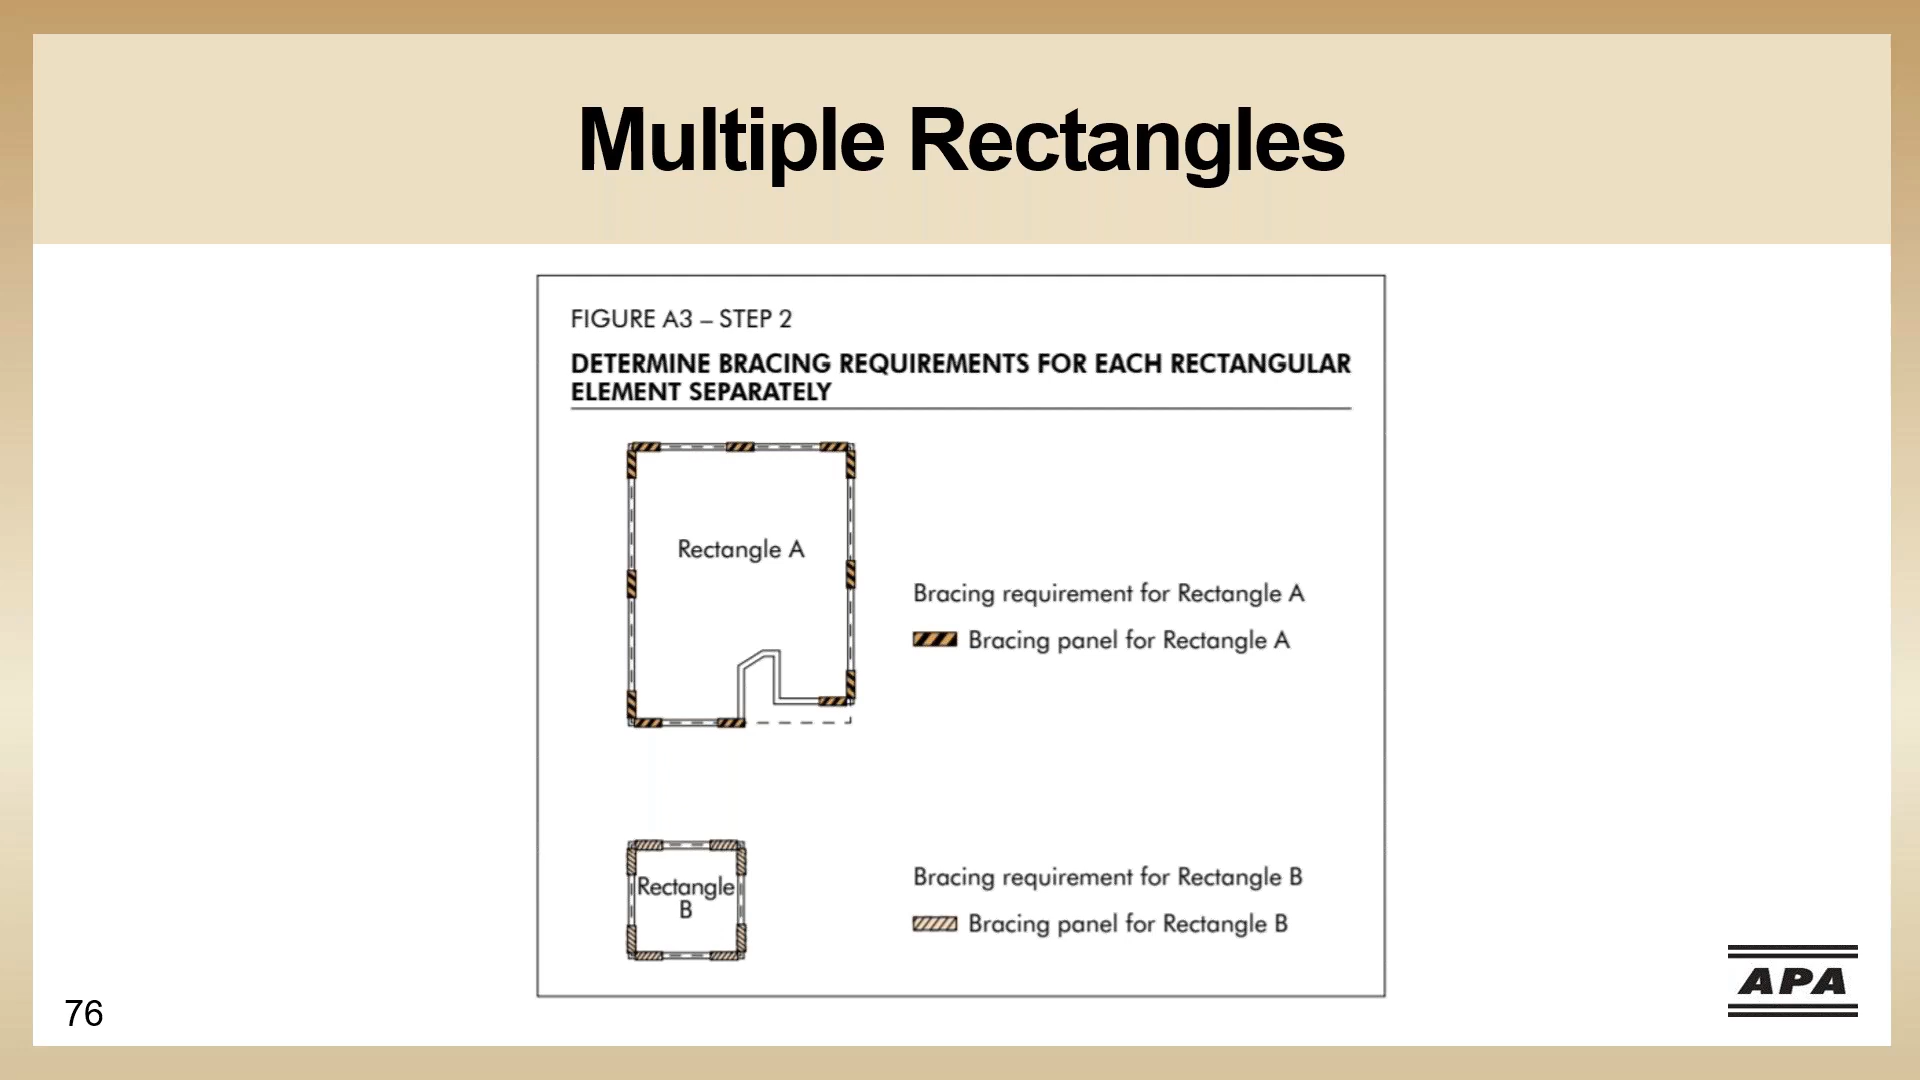 Multiple Rectangles
FIGURE A3 – STEP 2
DETERMINE BRACING REQUIREMENTS FOR EACH RECTANGULAR
ELEMENT SEPARATELY
Rectangle A
Bracing requirement for Rectangle A
Bracing panel for Rectangle A
Rectangle
B
Bracing requirement for Rectangle B
Bracing panel for Rectangle B
APA
76